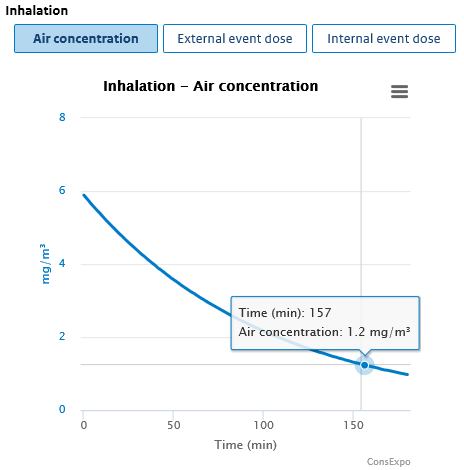 Inhalation
Air concentration
External event dose
Internal event dose
Inhalation – Air concentration
8
6
4
2
0
mg/m³
Time (min): 157
Air concentration: 1.2 mg/m³
0
50
100
150
Time (min)
ConsExpo